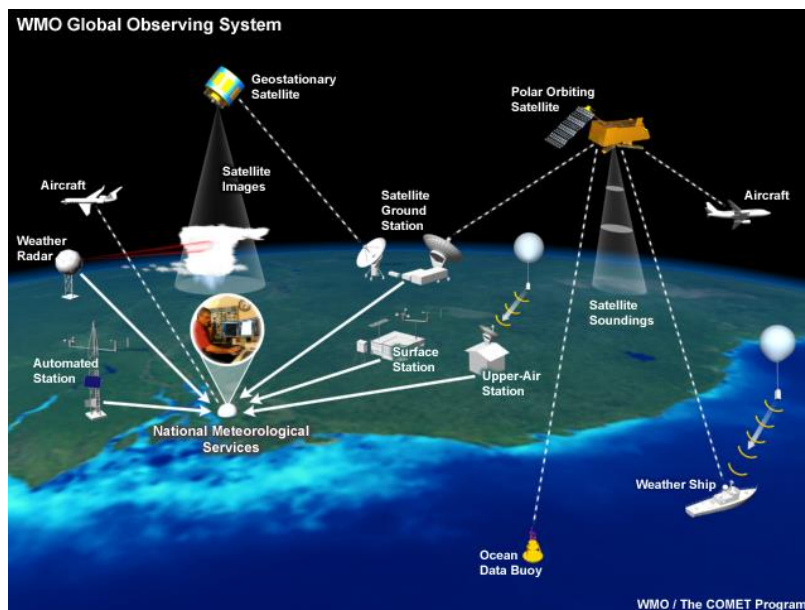 WMO Global Observing System
Geostationary
Satellite
Polar Orbiting
Satellite
Satellite
Images
Aircraft
Satellite
Ground
Station
Aircraft
Weather
Radar
Satellite
Soundings
Automated
Station
Surface
Station
Upper-Air
Station
National Meteorological
Services
Weather Ship
Ocean
Data Buoy
WMO / The COMET Program